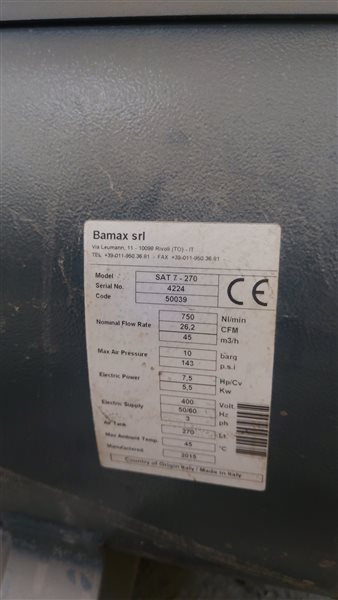 Bamax srl
Via Laumann, 11 - 10098 Rivoli (TO) - IT
TEL +39-011-950.36.81 - FAX +39-011-950.36.81
Model SAT 7 - 270
Serial No. 4224
Code 50039
CE
750 Nl/min
Nominal Flow Rate 26,2 CFM
45 m3/h
Max Air Pressure 10 barg
143 p.s.i
Electric Power 7,5 Hp/Cv
5,5 Kw
Electric Supply 400 Volt
50/60 Hz
3 ph
Air Tank 270 Lt
Max Ambient Temp. 45 °C
Manufactured 2015
Country of Origin Italy / Made in Italy